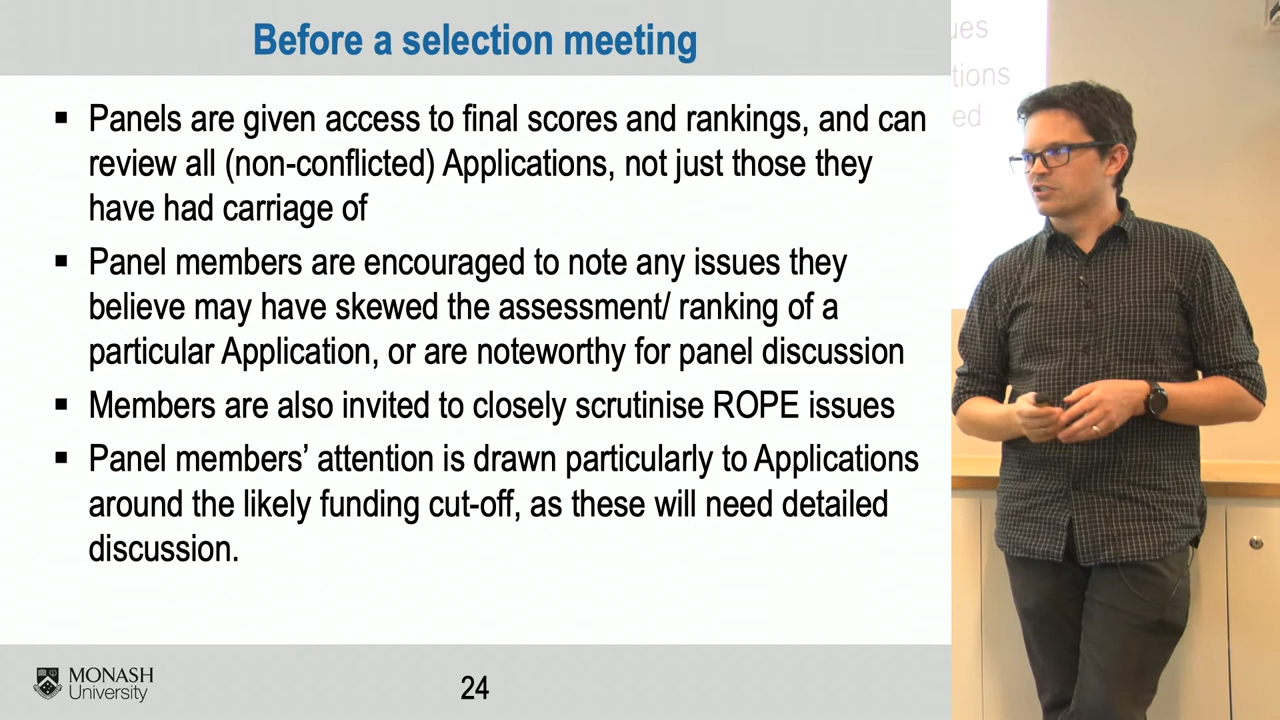 Before a selection meeting
▪ Panels are given access to final scores and rankings, and can
review all (non-conflicted) Applications, not just those they
have had carriage of
▪ Panel members are encouraged to note any issues they
believe may have skewed the assessment/ ranking of a
particular Application, or are noteworthy for panel discussion
▪ Members are also invited to closely scrutinise ROPE issues
▪ Panel members' attention is drawn particularly to Applications
around the likely funding cut-off, as these will need detailed
discussion.
MONASH
University
24
ues
tions
ed